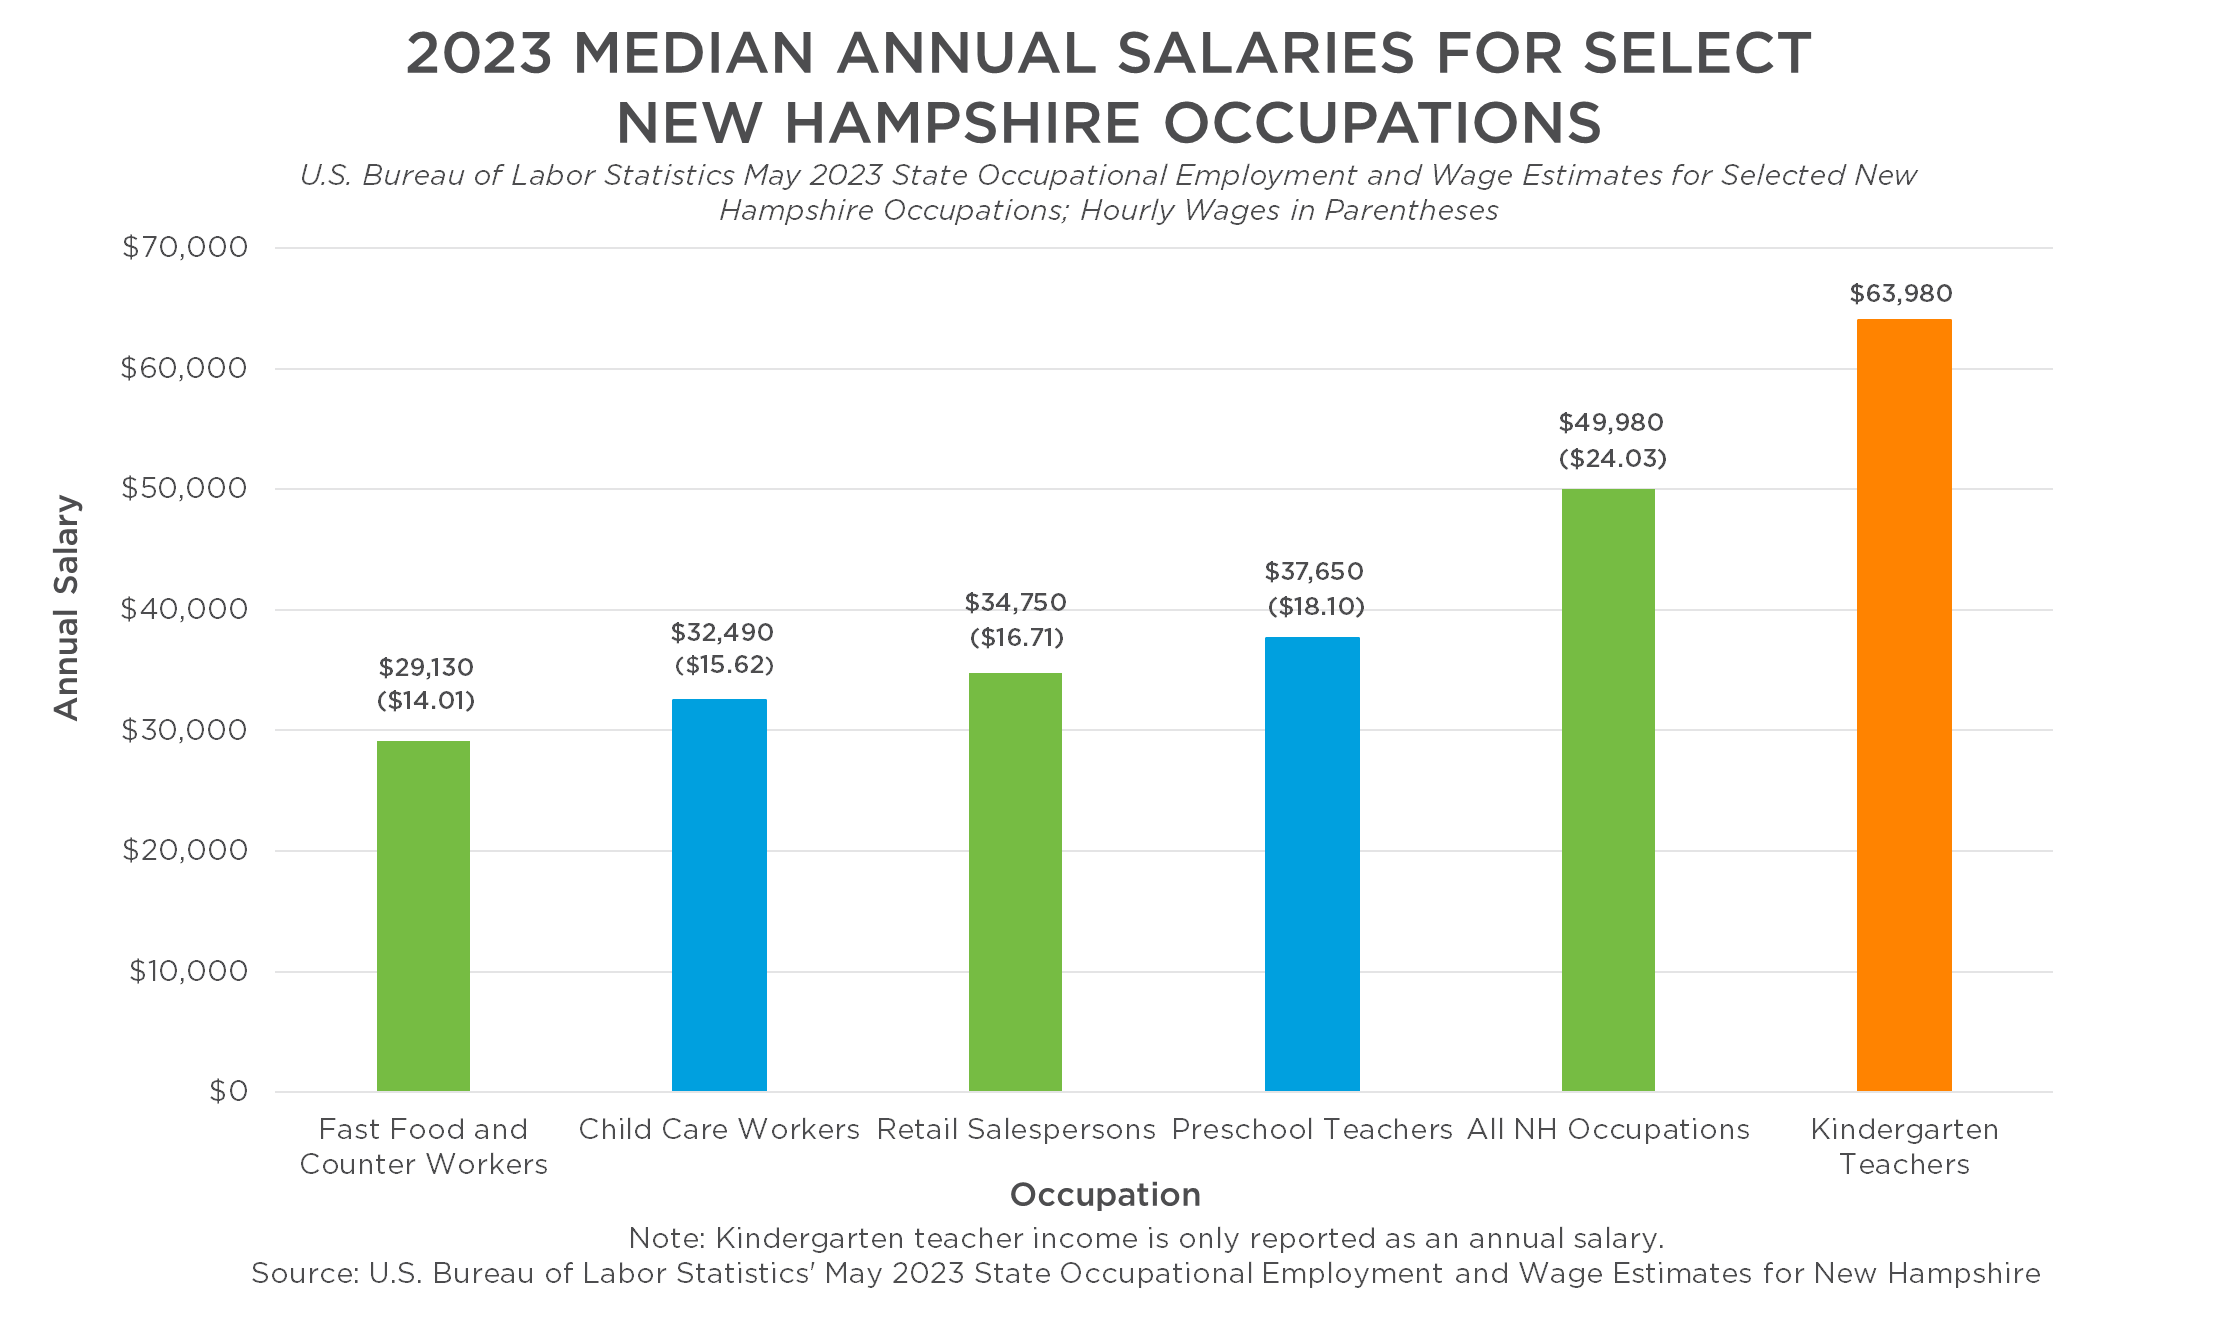 2023 MEDIAN ANNUAL SALARIES FOR SELECT
NEW HAMPSHIRE OCCUPATIONS
U.S. Bureau of Labor Statistics May 2023 State Occupational Employment and Wage Estimates for Selected New
Hampshire Occupations; Hourly Wages in Parentheses
Annual Salary
$70,000
$60,000
$50,000
$40,000
$30,000
$20,000
$10,000
$0
$29,130
($14.01)
$32,490
($15.62)
$34,750
($16.71)
$37,650
($18.10)
$49,980
($24.03)
$63,980
Fast Food and
Counter Workers
Child Care Workers
Retail Salespersons
Preschool Teachers
All NH Occupations
Kindergarten
Teachers
Occupation
Note: Kindergarten teacher income is only reported as an annual salary.
Source: U.S. Bureau of Labor Statistics' May 2023 State Occupational Employment and Wage Estimates for New Hampshire